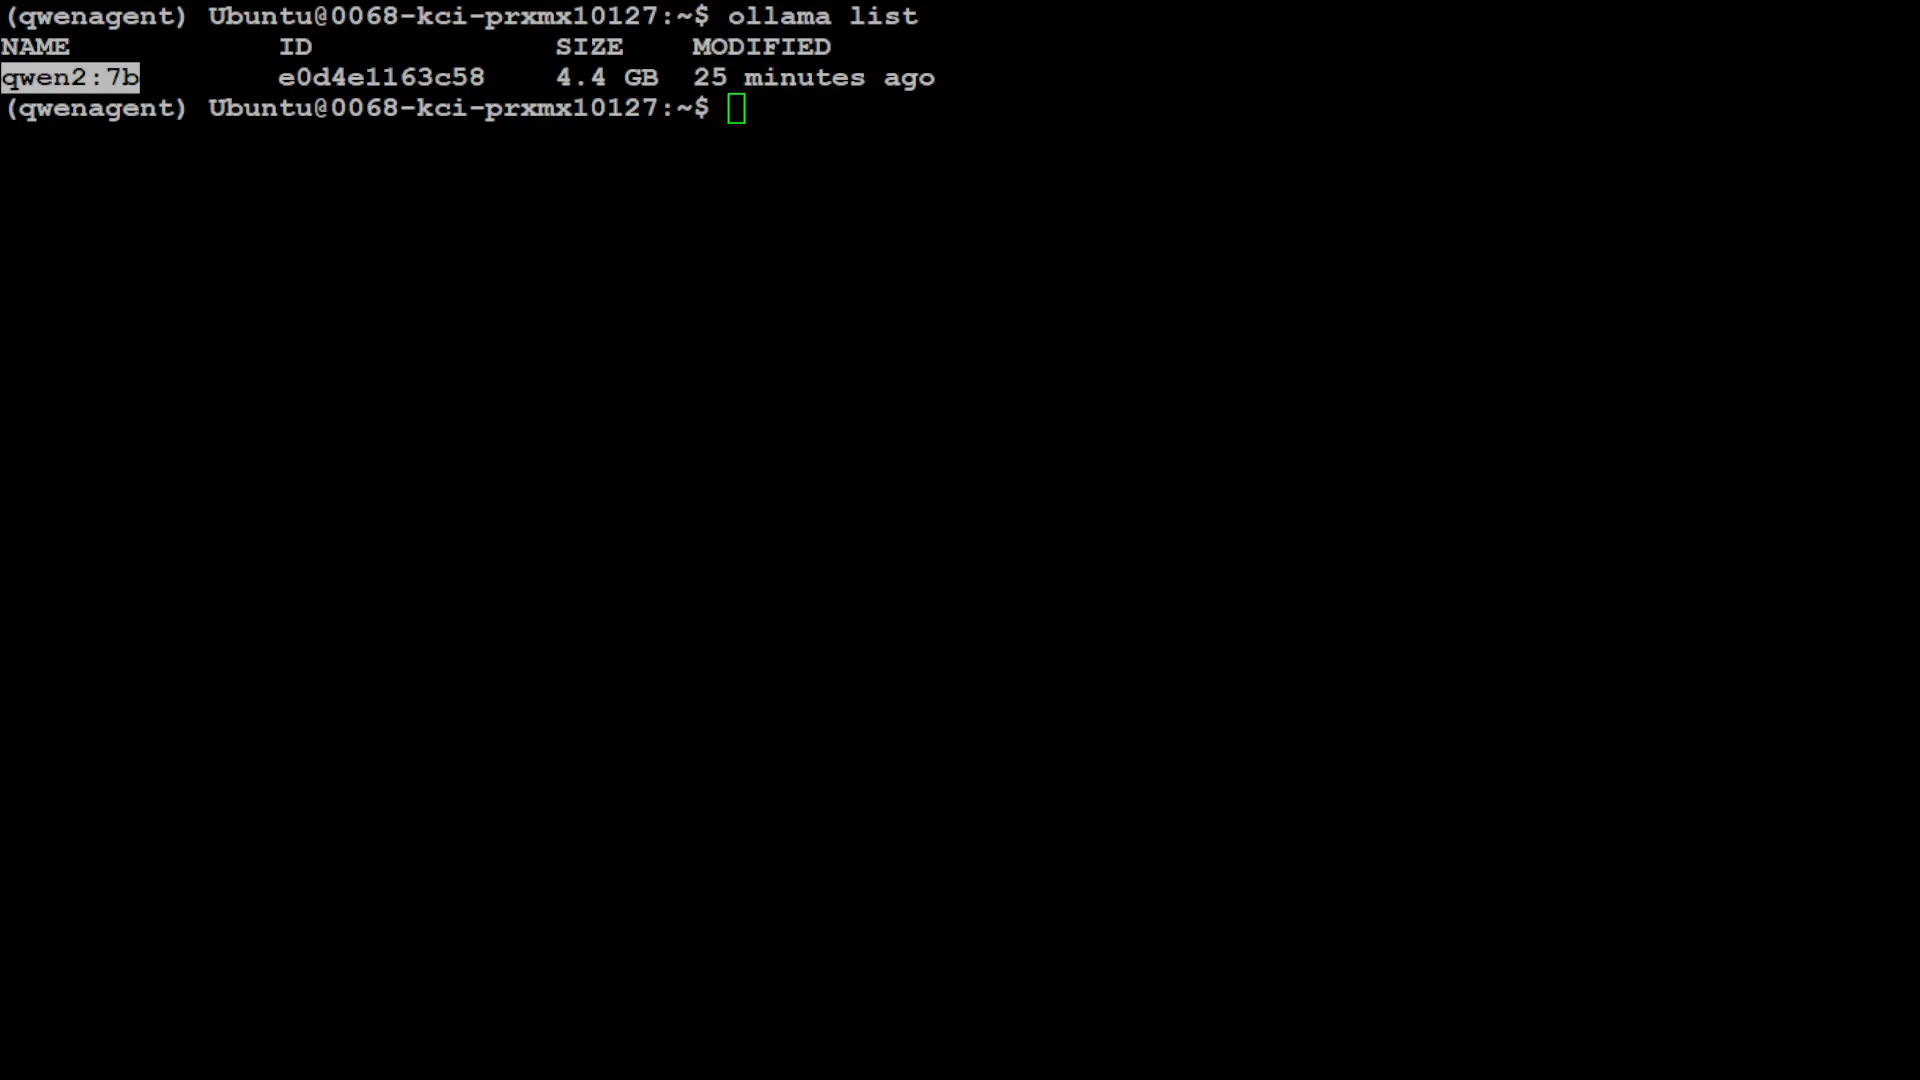 (qwenagent) Ubuntu@0068-kci-prxmx10127:~$ ollama list
NAME ID SIZE MODIFIED
qwen2:7b e0d4e1163c58 4.4 GB 25 minutes ago
(qwenagent) Ubuntu@0068-kci-prxmx10127:~$